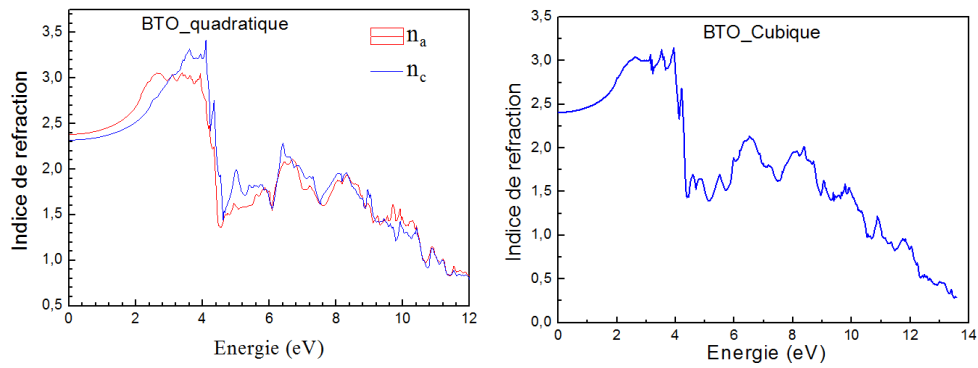 BTO_quadratique
n_a
n_c
Indice de refraction
3,5
3,0
2,5
2,0
1,5
1,0
0,5
0 2 4 6 8 10 12
Energie (eV)
BTO_Cubique
Indice de refraction
3,5
3,0
2,5
2,0
1,5
1,0
0,5
0,0
0 2 4 6 8 10 12 14
Energie (eV)